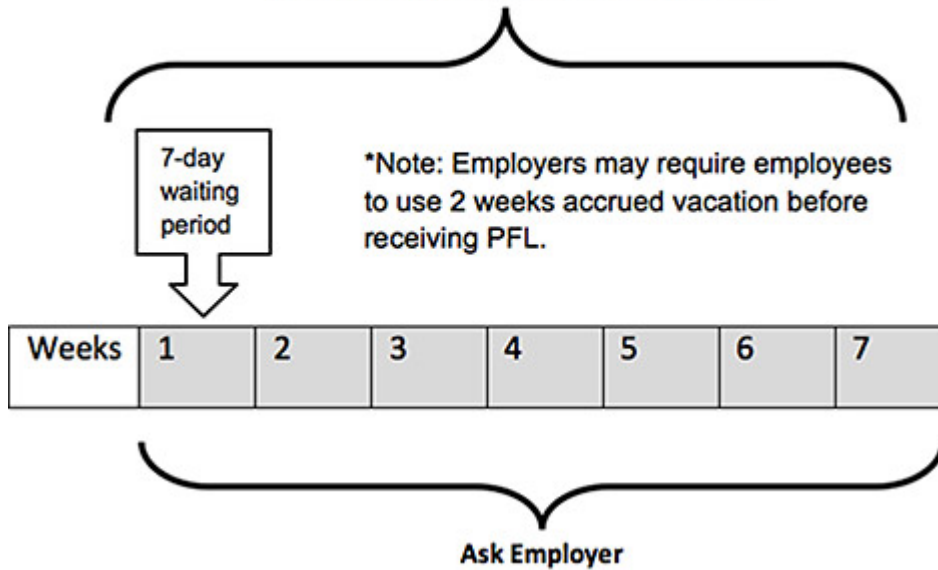 7-day
waiting
period
*Note: Employers may require employees
to use 2 weeks accrued vacation before
receiving PFL.
Weeks 1 2 3 4 5 6 7
Ask Employer